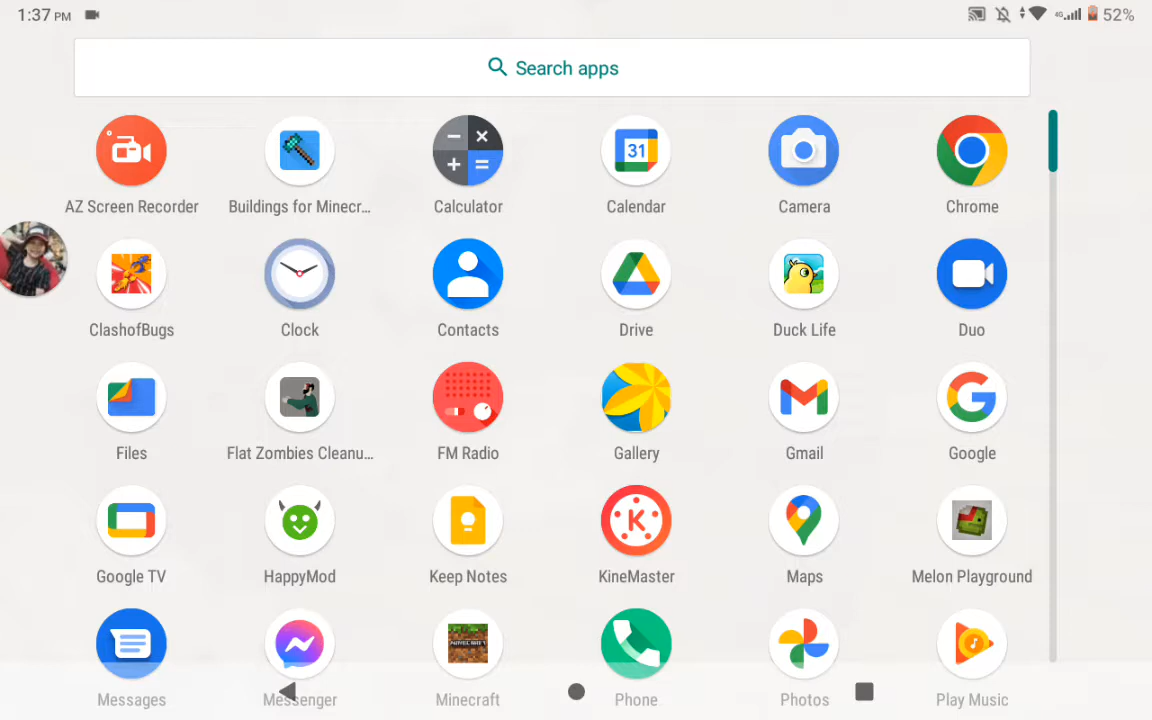 1:37 PM 4G 52%
Search apps
AZ Screen Recorder Buildings for Minecr... Calculator Calendar Camera Chrome
31
ClashofBugs Clock Contacts Drive Duck Life Duo
Files Flat Zombies Cleanu... FM Radio Gallery Gmail Google
Google TV HappyMod Keep Notes KineMaster Maps Melon Playground
Messages Messenger Minecraft Phone Photos Play Music